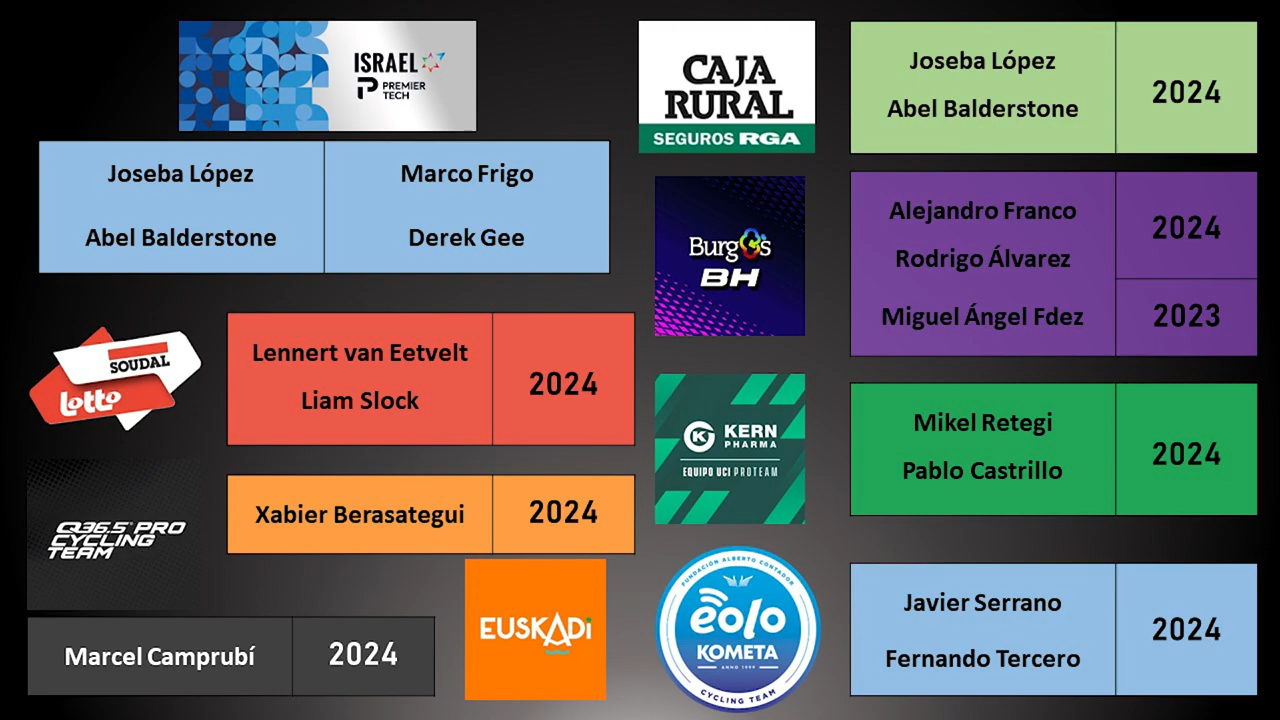 ISRAEL
PREMIER
TECH
Joseba López
Marco Frigo
Abel Balderstone
Derek Gee
SOUDAL
Lotto
Lennert van Eetvelt
Liam Slock
2024
Q36.5 PRO
CYCLING
TEAM
Xabier Berasategui
2024
Marcel Camprubí
2024
EUSKADI
CAJA
RURAL
SEGUROS RGA
Joseba López
Abel Balderstone
2024
Burgos
BH
Alejandro Franco
Rodrigo Álvarez
2024
Miguel Ángel Fdez
2023
KERN
PHARMA
EQUIPO UCI PROTEAM
Mikel Retegi
Pablo Castrillo
2024
FUNDACIÓN ALBERTO CONTADOR
eolo
KOMETA
ANNO 1999
CYCLING TEAM
Javier Serrano
Fernando Tercero
2024